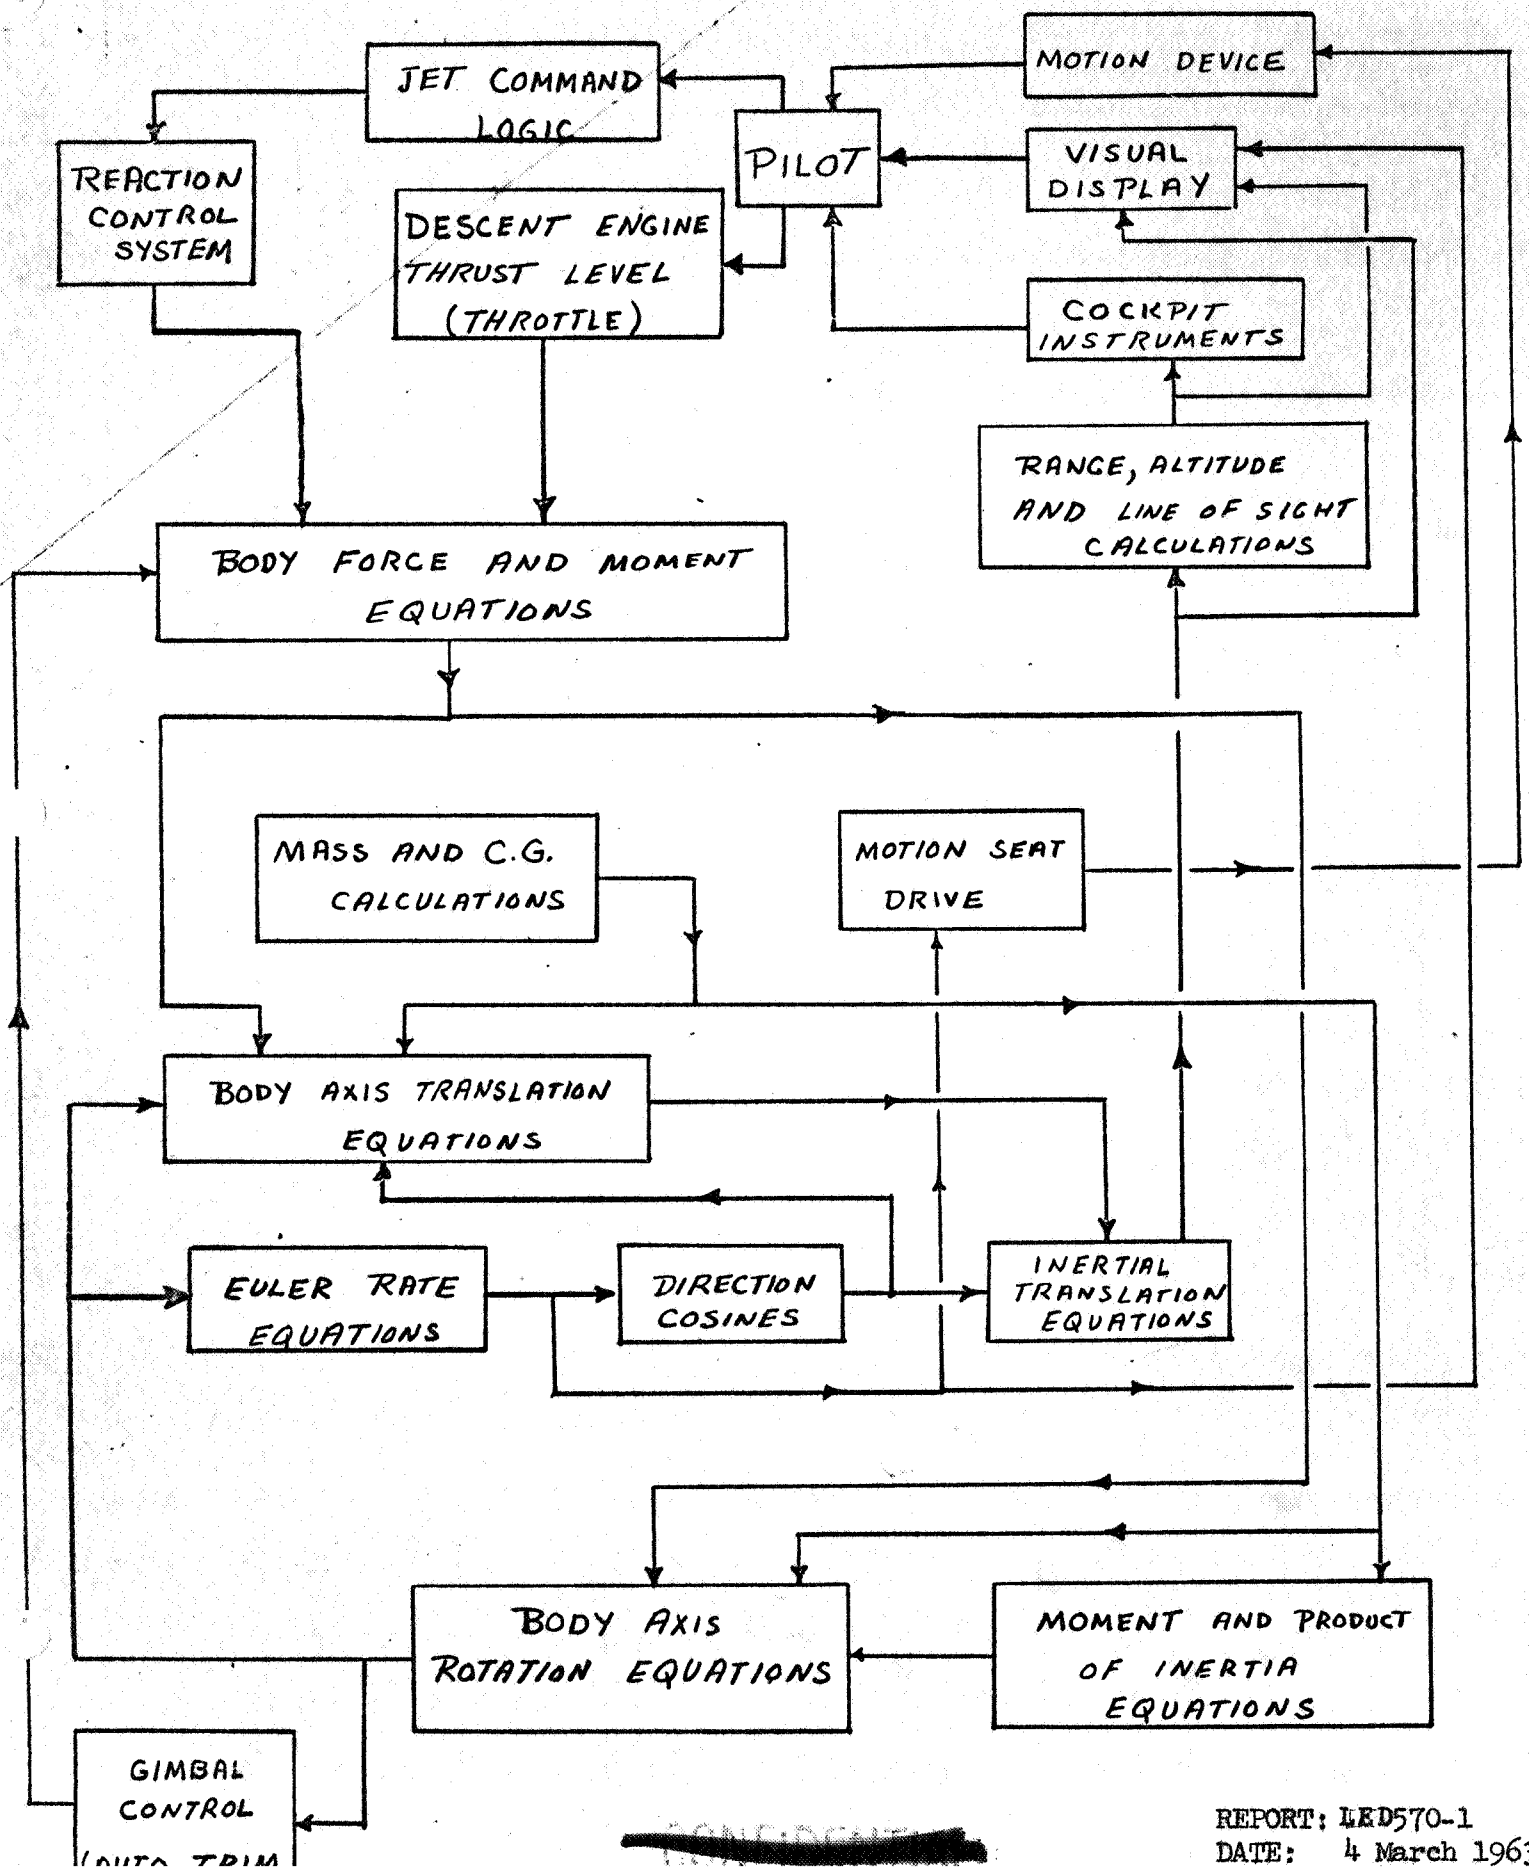 JET COMMAND
LOGIC
MOTION DEVICE
PILOT
VISUAL
DISPLAY
REACTION
CONTROL
SYSTEM
DESCENT ENGINE
THRUST LEVEL
(THROTTLE)
COCKPIT
INSTRUMENTS
RANGE, ALTITUDE
AND LINE OF SIGHT
CALCULATIONS
BODY FORCE AND MOMENT
EQUATIONS
MASS AND C.G.
CALCULATIONS
MOTION SEAT
DRIVE
BODY AXIS TRANSLATION
EQUATIONS
EULER RATE
EQUATIONS
DIRECTION
COSINES
INERTIAL
TRANSLATION
EQUATIONS
BODY AXIS
ROTATION EQUATIONS
MOMENT AND PRODUCT
OF INERTIA
EQUATIONS
GIMBAL
CONTROL
(AUTO TRIM
REPORT: LED570-1
DATE: 4 March 1963